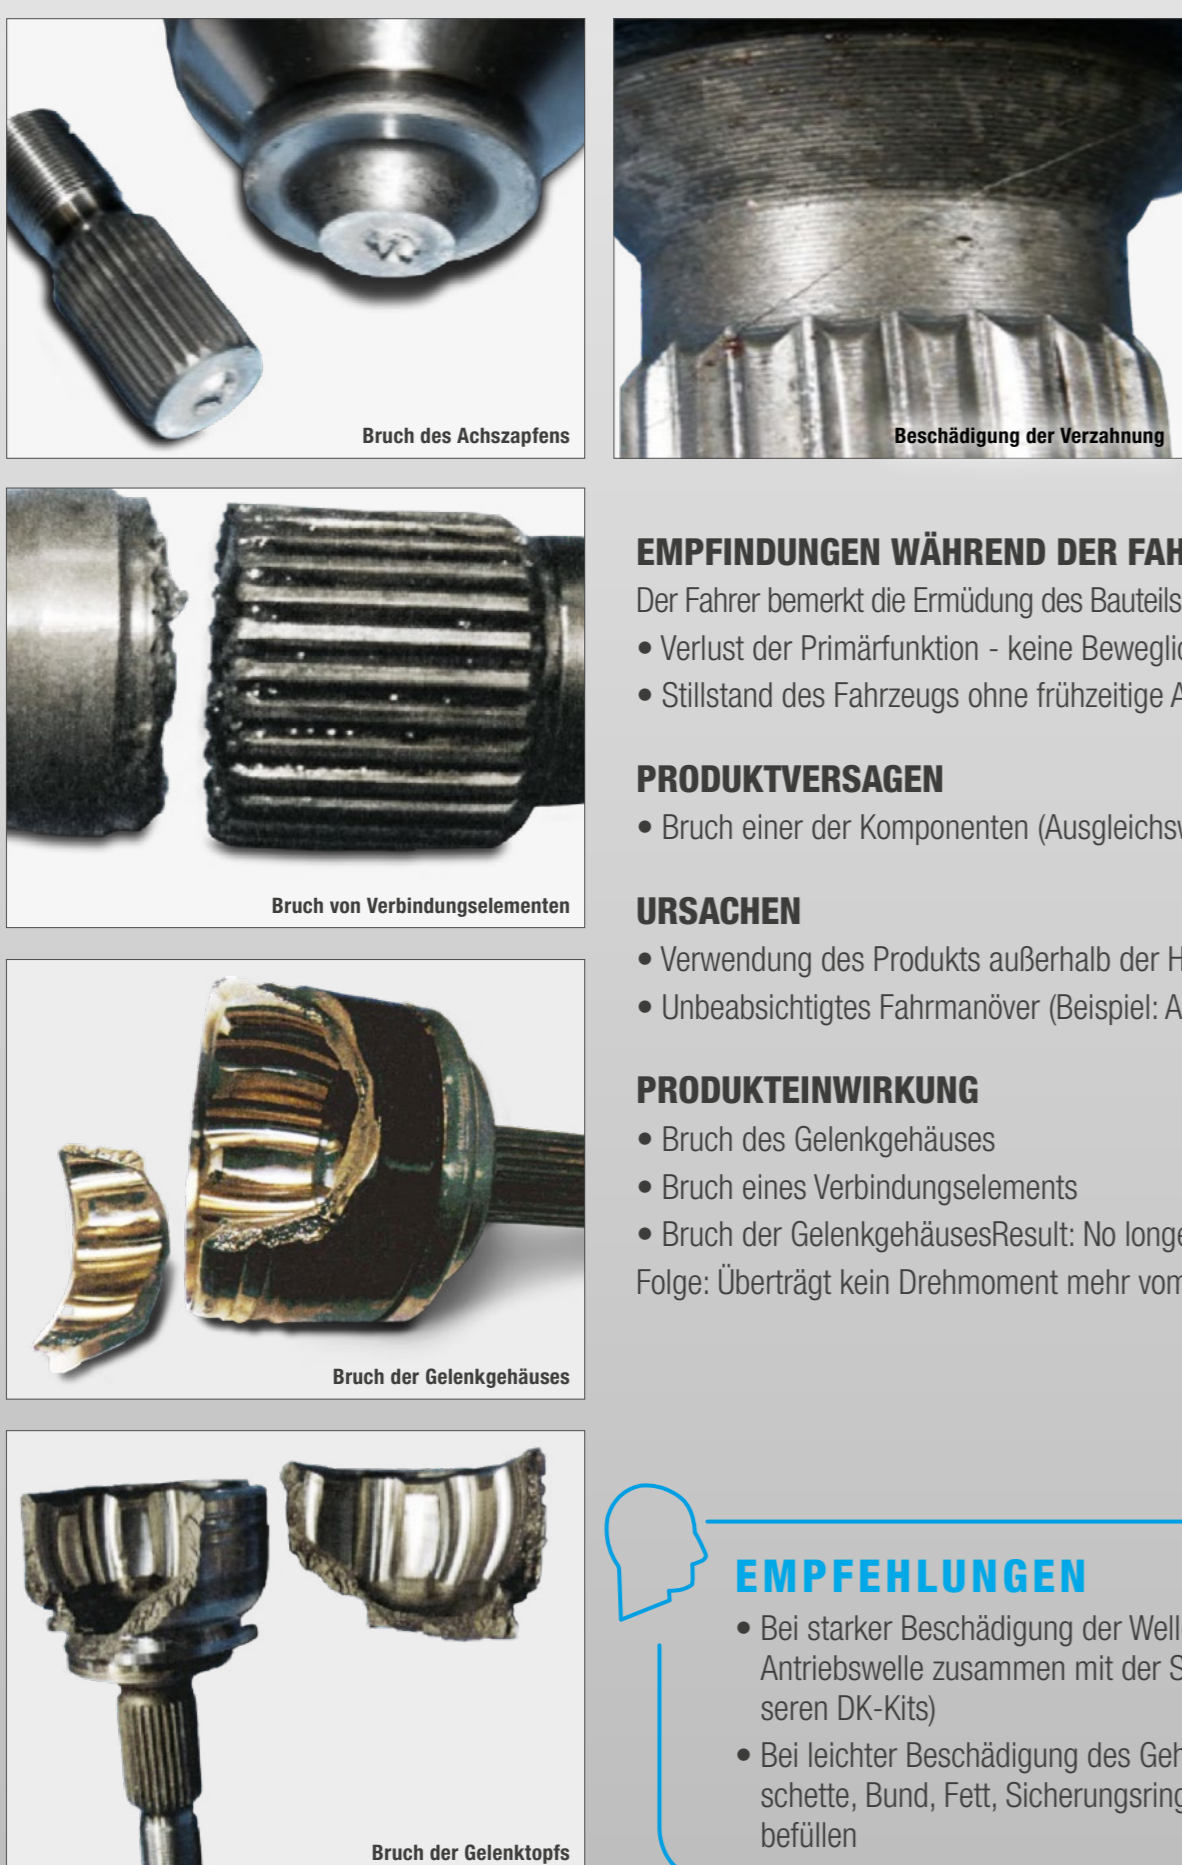 Bruch des Achszapfens
Beschädigung der Verzahnung
Bruch von Verbindungselementen
Bruch der Gelenkgehäuses
Bruch der Gelenktopfs
EMPFINDUNGEN WÄHREND DER FAH
Der Fahrer bemerkt die Ermüdung des Bauteils
• Verlust der Primärfunktion - keine Beweglic
• Stillstand des Fahrzeugs ohne frühzeitige A
PRODUKTVERSAGEN
• Bruch einer der Komponenten (Ausgleichsw
URSACHEN
• Verwendung des Produkts außerhalb der H
• Unbeabsichtigtes Fahrmanöver (Beispiel: A
PRODUKTEINWIRKUNG
• Bruch des Gelenkgehäuses
• Bruch eines Verbindungselements
• Bruch der GelenkgehäusesResult: No longe
Folge: Überträgt kein Drehmoment mehr vom
EMPFEHLUNGEN
• Bei starker Beschädigung der Well
Antriebswelle zusammen mit der S
seren DK-Kits)
• Bei leichter Beschädigung des Geh
schette, Bund, Fett, Sicherungsring
befüllen